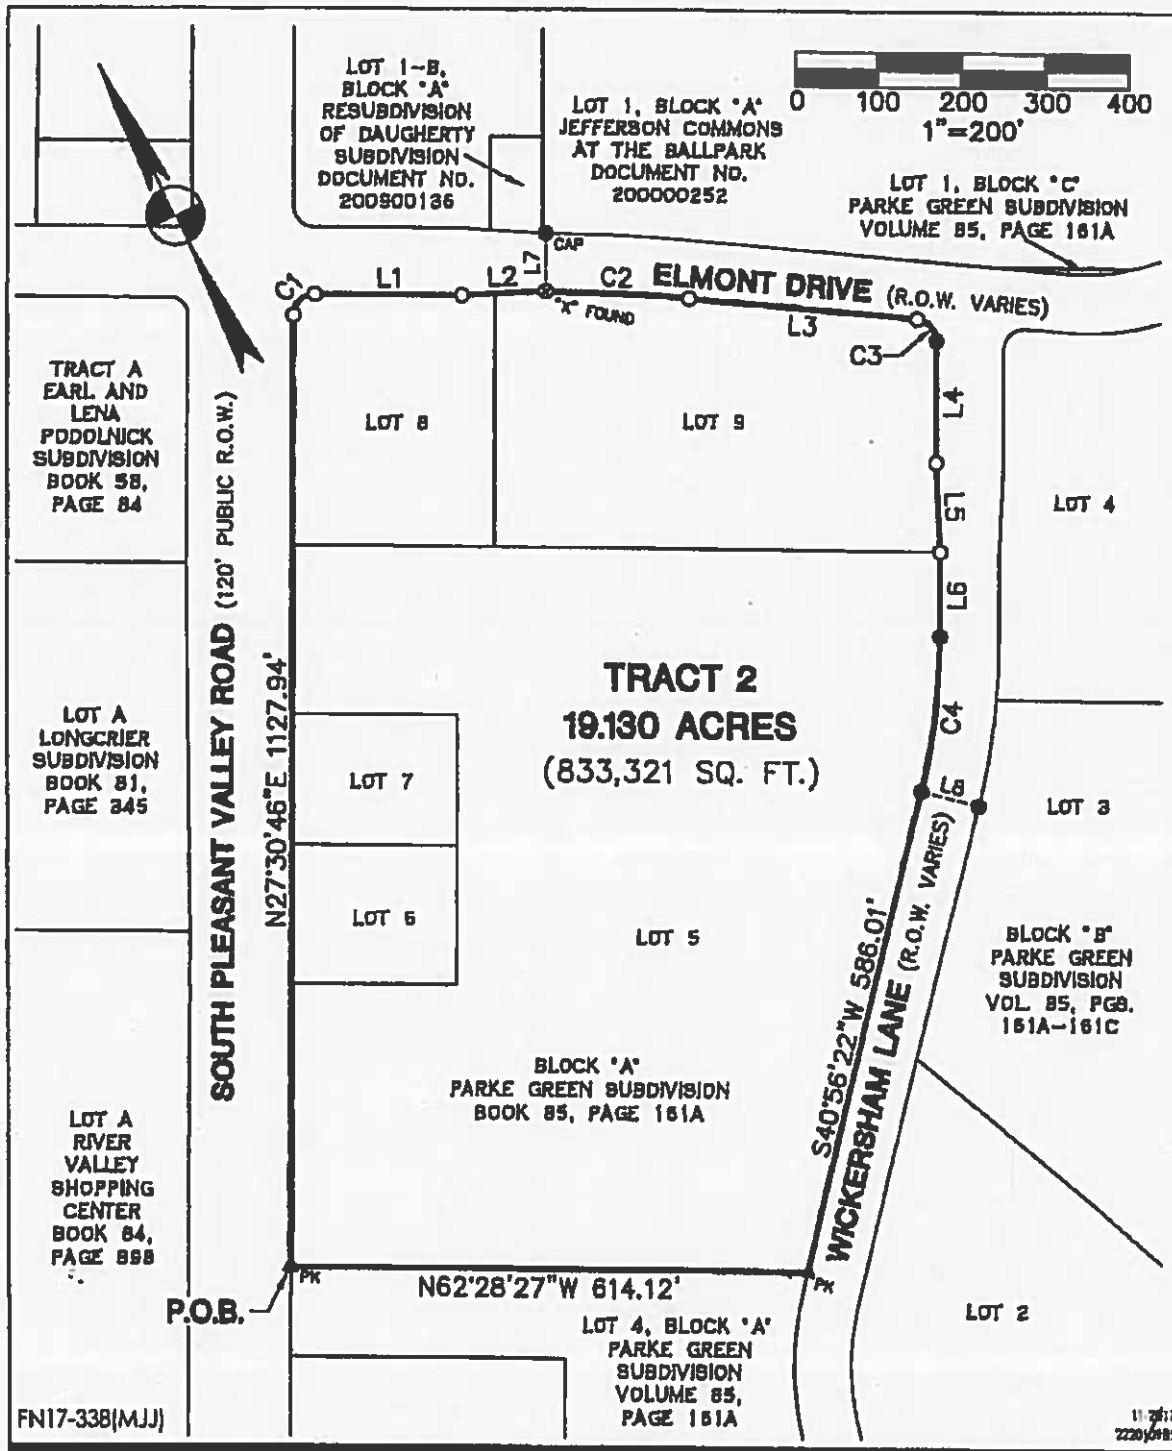 LOT 1-B,
BLOCK "A"
RESUBDIVISION
OF DAUGHERTY
SUBDIVISION
DOCUMENT NO.
200900136
LOT 1, BLOCK "A"
JEFFERSON COMMONS
AT THE BALLPARK
DOCUMENT NO.
200000252
0 100 200 300 400
1"=200'
LOT 1, BLOCK "C"
PARKE GREEN SUBDIVISION
VOLUME 85, PAGE 161A
CAP
L7
C1
L1
L2
C2
ELMONT DRIVE (R.O.W. VARIES)
"X" FOUND
L3
C3
L4
TRACT A
EARL AND
LENA
PODOLNICK
SUBDIVISION
BOOK 58,
PAGE 84
LOT 8
LOT 9
L5
LOT 4
L6
SOUTH PLEASANT VALLEY ROAD (120' PUBLIC R.O.W.)
N27°30'46"E 1127.94'
TRACT 2
19.130 ACRES
(833,321 SQ. FT.)
C4
LOT A
LONGCRIER
SUBDIVISION
BOOK 81,
PAGE 345
LOT 7
L8
LOT 3
LOT 6
LOT 5
S40°56'22"W 586.01'
WICKERSHAM LANE (R.O.W. VARIES)
BLOCK "B"
PARKE GREEN
SUBDIVISION
VOL. 85, PGS.
161A-161C
BLOCK "A"
PARKE GREEN SUBDIVISION
BOOK 85, PAGE 161A
LOT A
RIVER
VALLEY
SHOPPING
CENTER
BOOK 84,
PAGE 898
PK
P.O.B.
N62°28'27"W 614.12'
PK
LOT 2
LOT 4, BLOCK "A"
PARKE GREEN
SUBDIVISION
VOLUME 85,
PAGE 161A
FN17-338(MJJ)